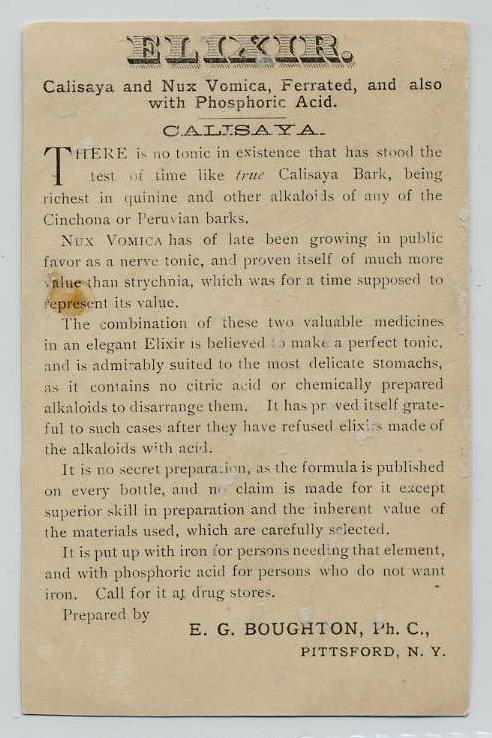 ELIXIR.
Calisaya and Nux Vomica, Ferrated, and also
with Phosphoric Acid.
CALISAYA.
THERE is no tonic in existence that has stood the
test of time like true Calisaya Bark, being
richest in quinine and other alkaloids of any of the
Cinchona or Peruvian barks.
NUX VOMICA has of late been growing in public
favor as a nerve tonic, and proven itself of much more
value than strychnia, which was for a time supposed to
represent its value.
The combination of these two valuable medicines
in an elegant Elixir is believed to make a perfect tonic,
and is admirably suited to the most delicate stomachs,
as it contains no citric acid or chemically prepared
alkaloids to disarrange them. It has proved itself grate-
ful to such cases after they have refused elixirs made of
the alkaloids with acid.
It is no secret preparation, as the formula is published
on every bottle, and no claim is made for it except
superior skill in preparation and the inherent value of
the materials used, which are carefully selected.
It is put up with iron for persons needing that element,
and with phosphoric acid for persons who do not want
iron. Call for it at drug stores.
Prepared by
E. G. BOUGHTON, Ph. C.,
PITTSFORD, N. Y.